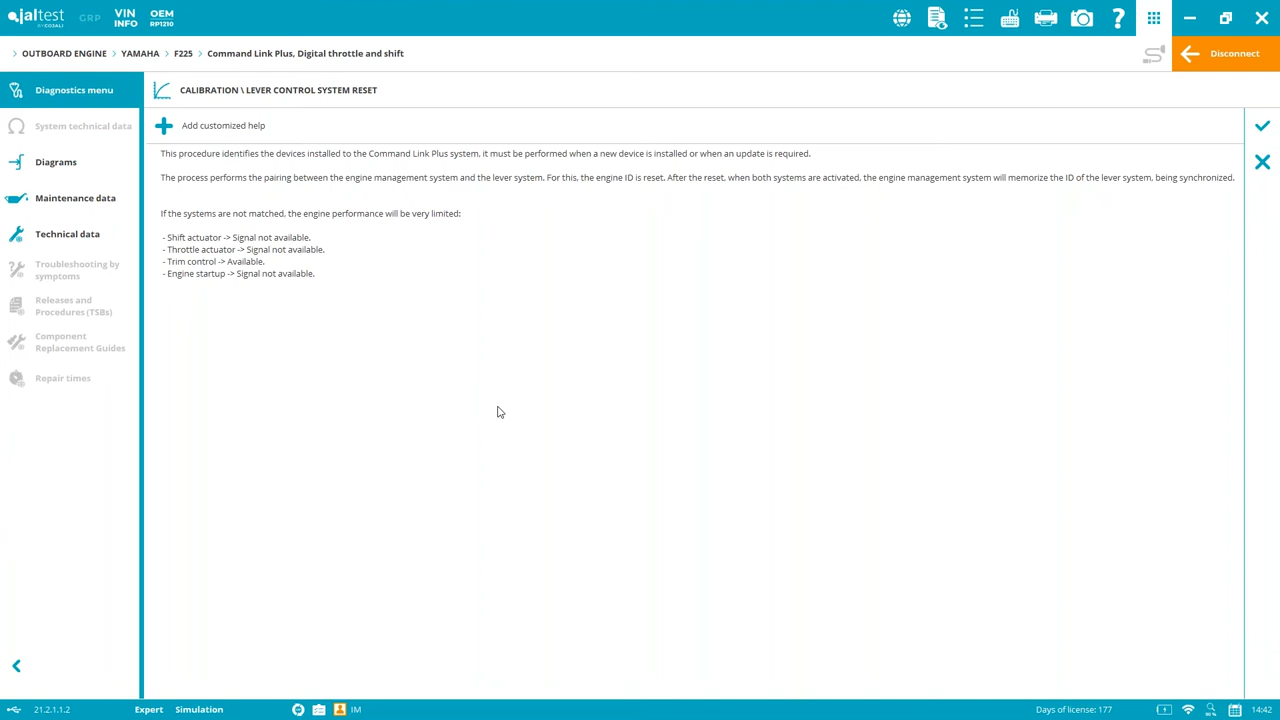 jaltest
BY COJALI
GRP
VIN INFO
OEM RP1210
OUTBOARD ENGINE > YAMAHA > F225 > Command Link Plus, Digital throttle and shift
Disconnect
Diagnostics menu
CALIBRATION \ LEVER CONTROL SYSTEM RESET
System technical data
Add customized help
Diagrams
Maintenance data
Technical data
Troubleshooting by symptoms
Releases and Procedures (TSBs)
Component Replacement Guides
Repair times
This procedure identifies the devices installed to the Command Link Plus system, it must be performed when a new device is installed or when an update is required.
The process performs the pairing between the engine management system and the lever system. For this, the engine ID is reset. After the reset, when both systems are activated, the engine management system will memorize the ID of the lever system, being synchronized.
If the systems are not matched, the engine performance will be very limited:
- Shift actuator -> Signal not available.
- Throttle actuator -> Signal not available.
- Trim control -> Available.
- Engine startup -> Signal not available.
21.2.1.1.2
Expert
Simulation
IM
Days of license: 177
14:42